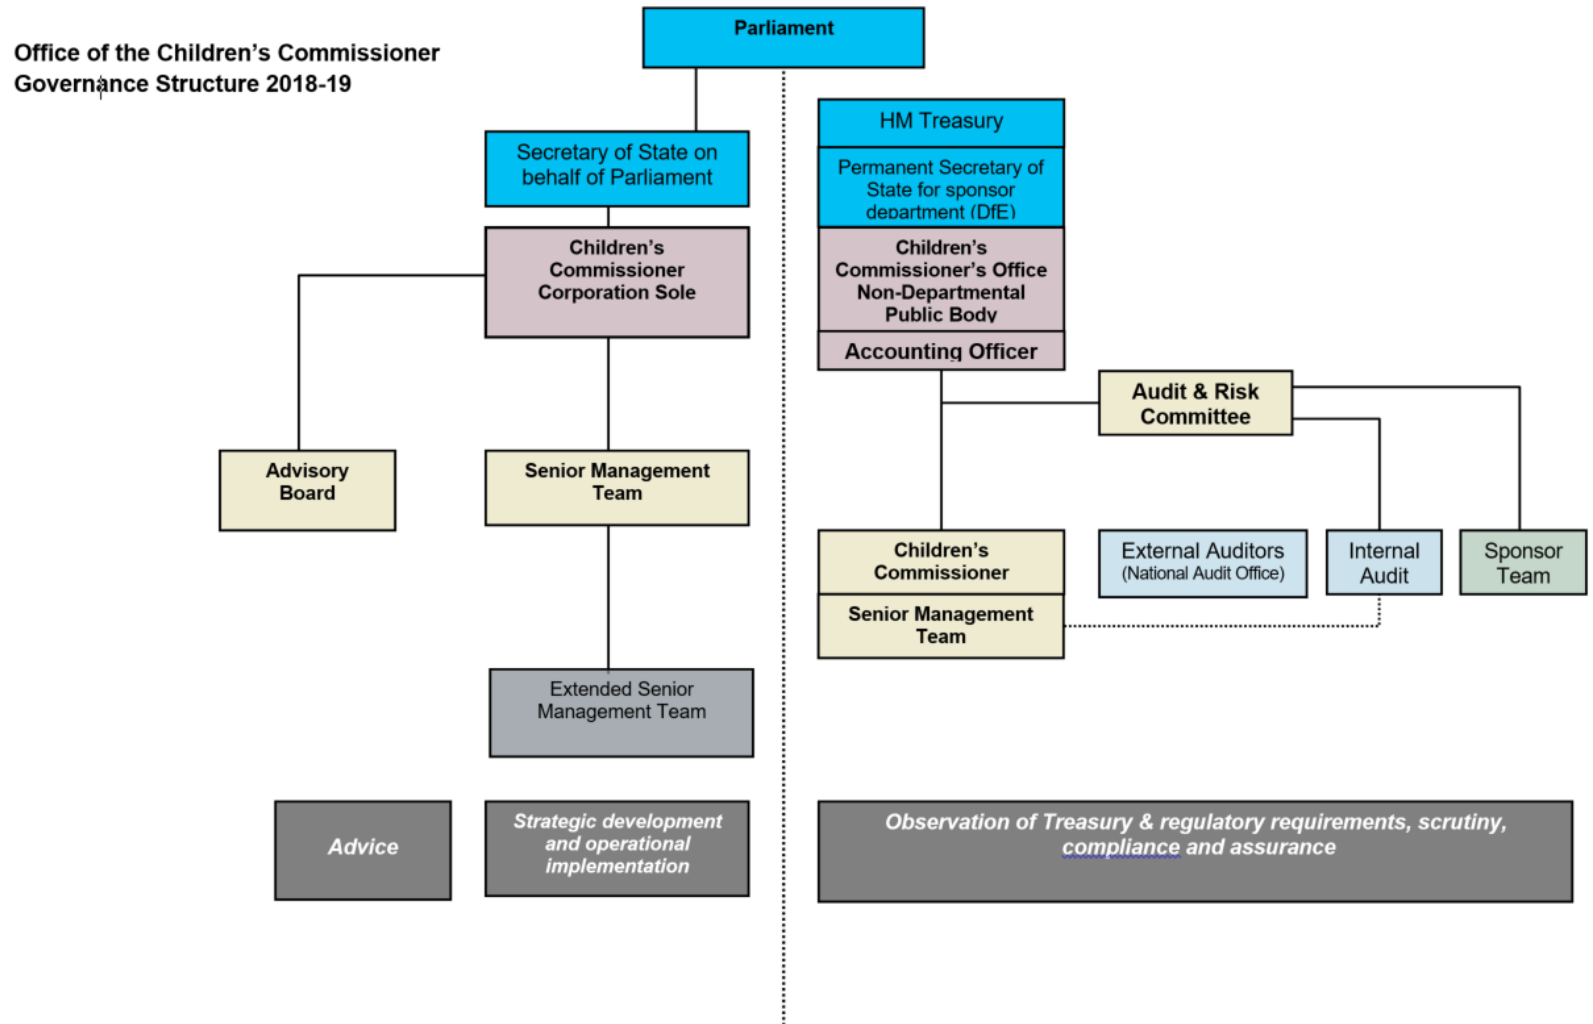 Office of the Children's Commissioner
Governance Structure 2018-19
Parliament
Secretary of State on
behalf of Parliament
Children's
Commissioner
Corporation Sole
Advisory
Board
Senior Management
Team
Extended Senior
Management Team
Advice
Strategic development
and operational
implementation
HM Treasury
Permanent Secretary of
State for sponsor
department (DfE)
Children's
Commissioner's Office
Non-Departmental
Public Body
Accounting Officer
Audit & Risk
Committee
Children's
Commissioner
Senior Management
Team
External Auditors
(National Audit Office)
Internal
Audit
Sponsor
Team
Observation of Treasury & regulatory requirements, scrutiny,
compliance and assurance